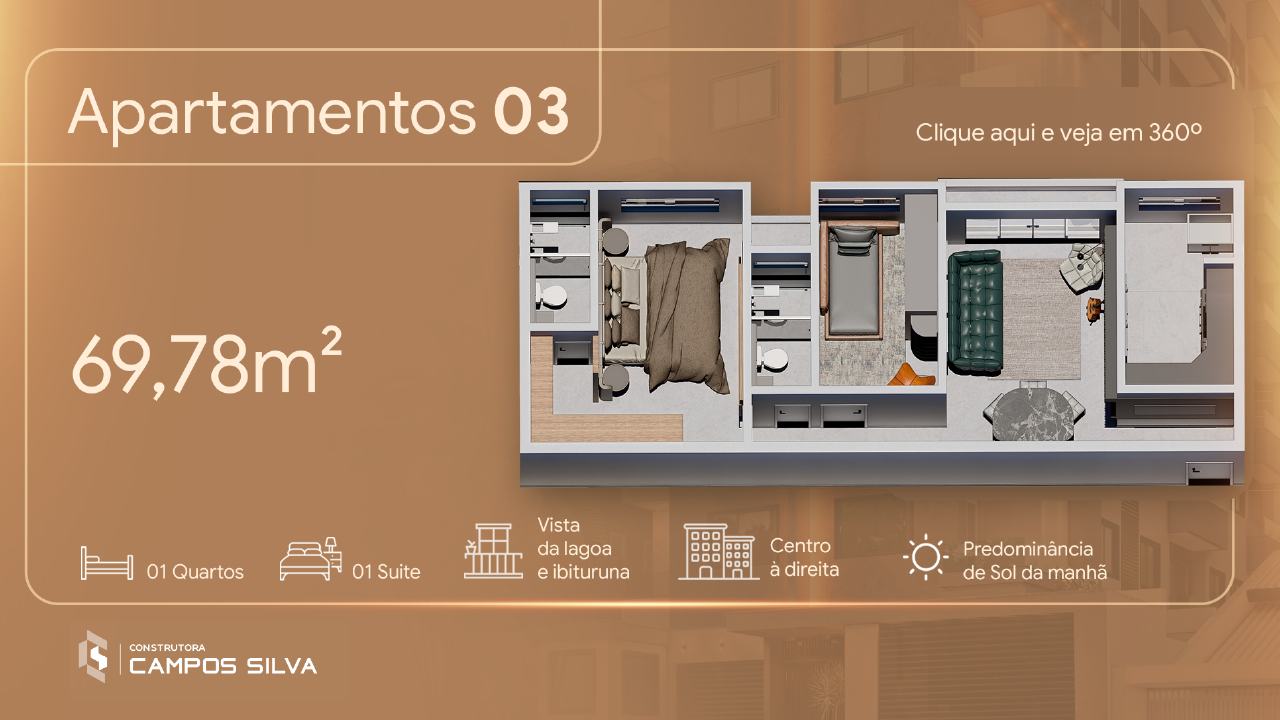 Apartamentos 03
Clique aqui e veja em 360º
69,78m²
01 Quartos
01 Suite
Vista
da lagoa
e ibituruna
Centro
à direita
Predominância
de Sol da manhã
CONSTRUTORA
CAMPOS SILVA